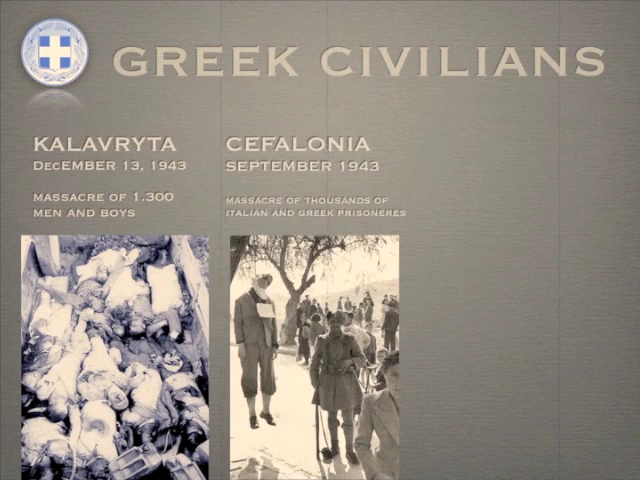 GREEK CIVILIANS
KALAVRYTA
DecEMBER 13, 1943
MASSACRE OF 1.300
MEN AND BOYS
CEFALONIA
SEPTEMBER 1943
MASSACRE OF THOUSANDS OF
ITALIAN AND GREEK PRISONERES